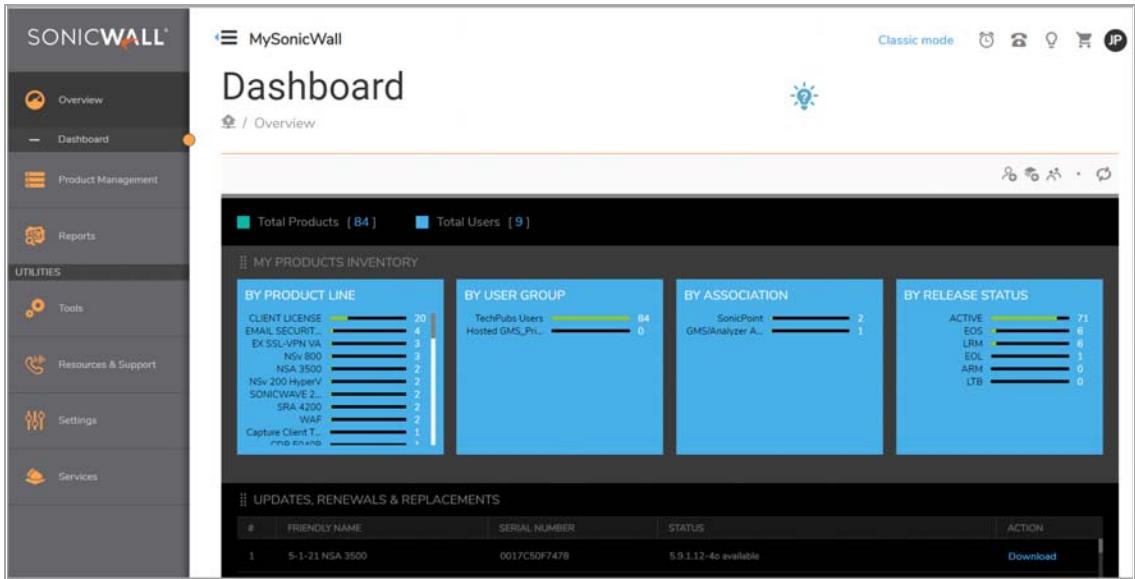 SONICWALL
MySonicWall
Classic mode
JP
Dashboard
/ Overview
Overview
Dashboard
Product Management
Reports
UTILITIES
Tools
Resources & Support
Settings
Services
Total Products [ 84 ] Total Users [ 9 ]
MY PRODUCTS INVENTORY
BY PRODUCT LINE
CLIENT LICENSE 20
EMAIL SECURIT... 4
EX SSL-VPN VA 3
NSv 800 3
NSA 3500 2
NSv 200 HyperV 2
SONICWAVE 2... 2
SRA 4200 2
WAF 2
Capture Client T... 1
BY USER GROUP
TechPubs Users 84
Hosted GMS_Pri... 0
BY ASSOCIATION
SonicPoint 2
GMS/Analyzer A... 1
BY RELEASE STATUS
ACTIVE 71
EOS 6
LRM 6
EOL 1
ARM 0
LTB 0
UPDATES, RENEWALS & REPLACEMENTS
# FRIENDLY NAME SERIAL NUMBER STATUS ACTION
1 5-1-21 NSA 3500 0017C50F7478 5.9.1.12-4o available Download